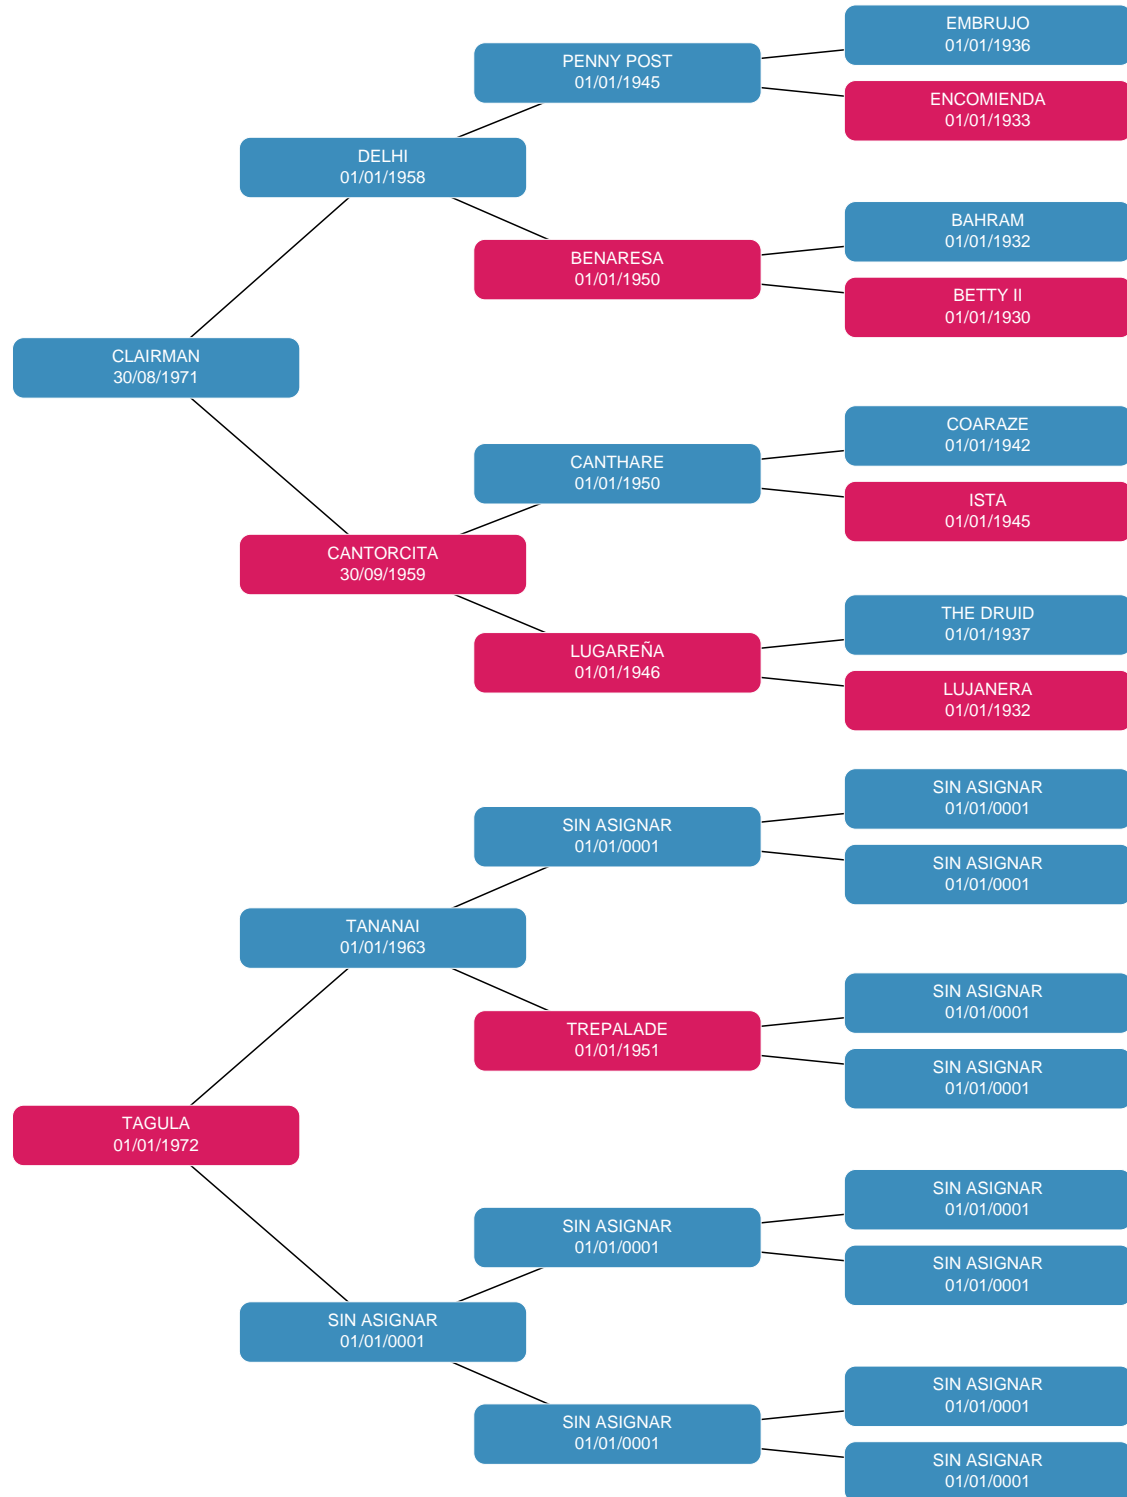 EMBRUJO
01/01/1936
PENNY POST
01/01/1945
ENCOMIENDA
01/01/1933
DELHI
01/01/1958
BAHRAM
01/01/1932
BENARESA
01/01/1950
BETTY II
01/01/1930
CLAIRMAN
30/08/1971
COARAZE
01/01/1942
CANTHARE
01/01/1950
ISTA
01/01/1945
CANTORCITA
30/09/1959
THE DRUID
01/01/1937
LUGAREÑA
01/01/1946
LUJANERA
01/01/1932
SIN ASIGNAR
01/01/0001
SIN ASIGNAR
01/01/0001
SIN ASIGNAR
01/01/0001
TANANAI
01/01/1963
SIN ASIGNAR
01/01/0001
TREPALADE
01/01/1951
SIN ASIGNAR
01/01/0001
TAGULA
01/01/1972
SIN ASIGNAR
01/01/0001
SIN ASIGNAR
01/01/0001
SIN ASIGNAR
01/01/0001
SIN ASIGNAR
01/01/0001
SIN ASIGNAR
01/01/0001
SIN ASIGNAR
01/01/0001
SIN ASIGNAR
01/01/0001